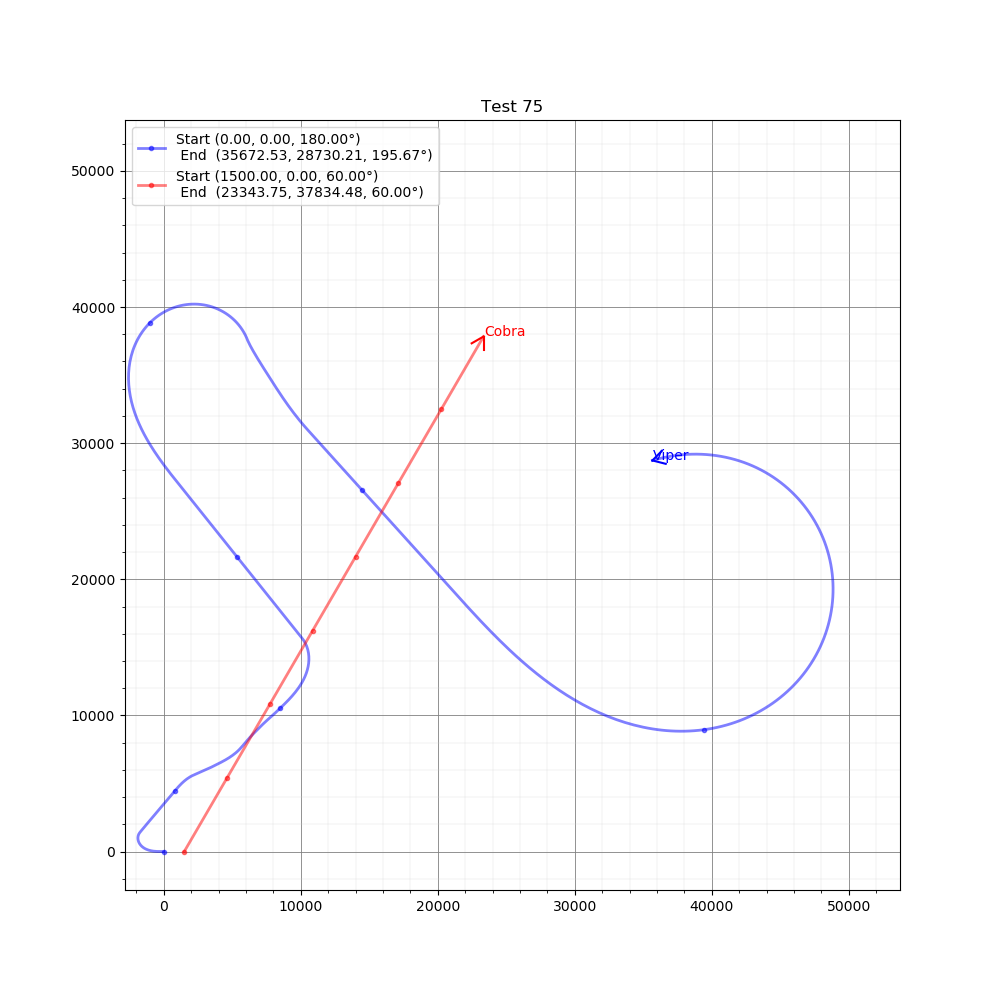 Test 75
Start (0.00, 0.00, 180.00°)
End (35672.53, 28730.21, 195.67°)
Start (1500.00, 0.00, 60.00°)
End (23343.75, 37834.48, 60.00°)
50000
40000
30000
20000
10000
0
Cobra
Viper
0
10000
20000
30000
40000
50000